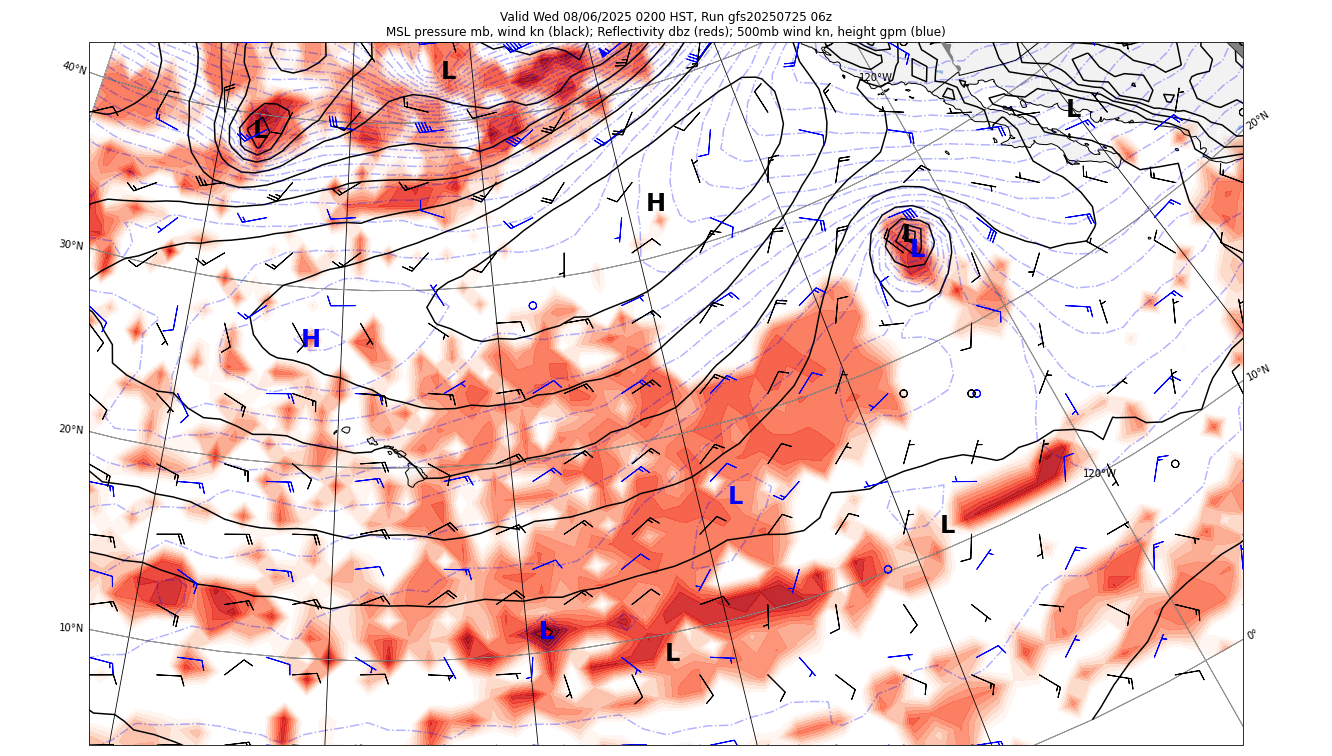 Valid Wed 08/06/2025 0200 HST, Run gfs20250725 06z
MSL pressure mb, wind kn (black); Reflectivity dbz (reds); 500mb wind kn, height gpm (blue)
40°N
L
120°W
L
L
20°N
H
L
L
30°N
H
10°N
20°N
120°W
L
L
10°N
L
L
0°